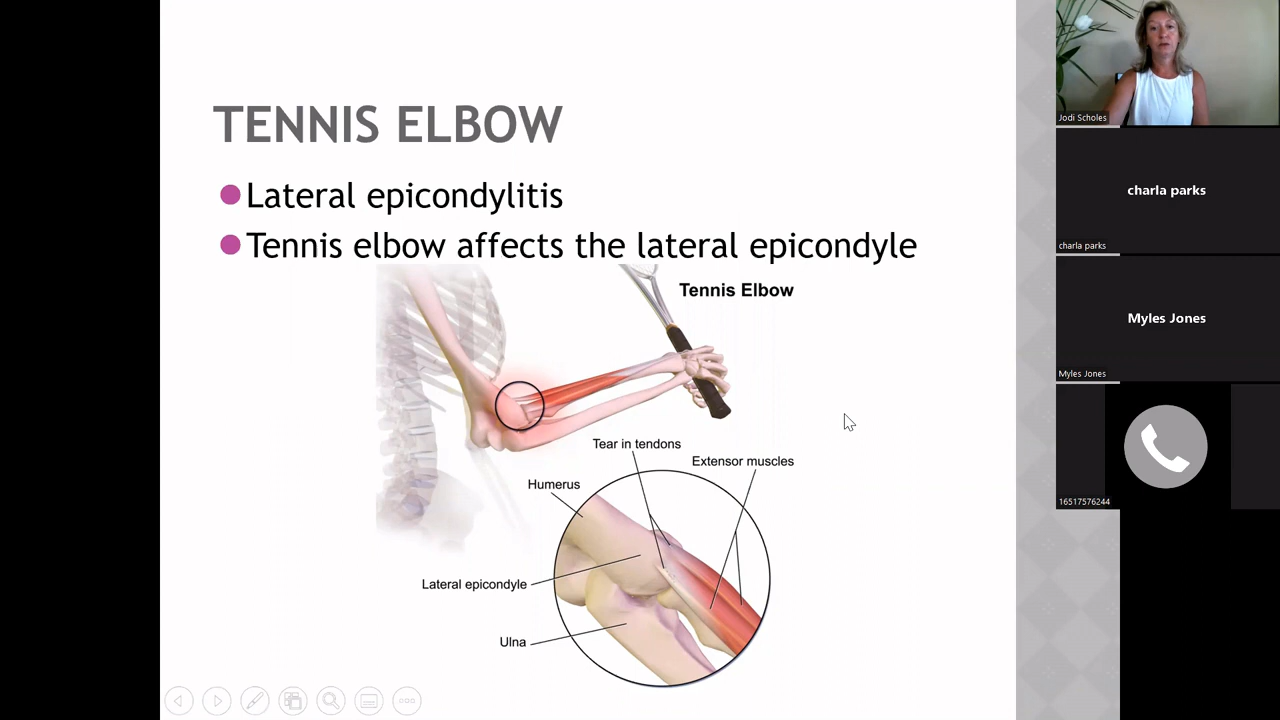 TENNIS ELBOW
Lateral epicondylitis
Tennis elbow affects the lateral epicondyle
Tennis Elbow
Tear in tendons
Extensor muscles
Humerus
Lateral epicondyle
Ulna
Jodi Scholes
charla parks
charla parks
Myles Jones
Myles Jones
16517576244